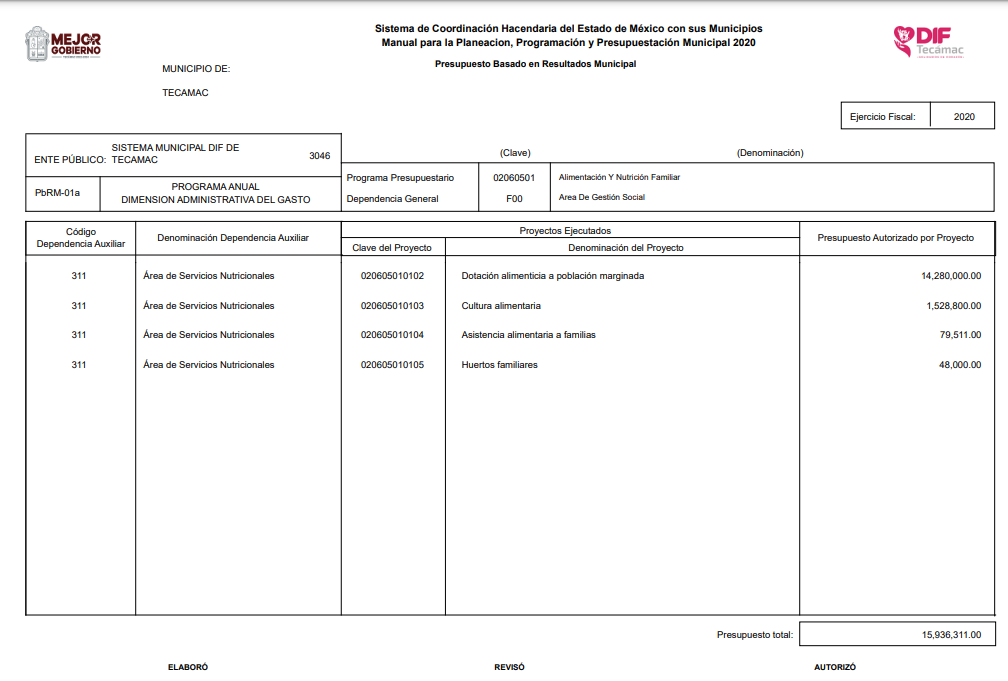 MEJOR
GOBIERNO
Sistema de Coordinación Hacendaria del Estado de México con sus Municipios
Manual para la Planeacion, Programación y Presupuestación Municipal 2020
Presupuesto Basado en Resultados Municipal
DIF
Tecámac
MUNICIPIO DE:
TECAMAC
Ejercicio Fiscal: 2020
ENTE PÚBLICO: SISTEMA MUNICIPAL DIF DE TECAMAC 3046
PbRM-01a PROGRAMA ANUAL
DIMENSION ADMINISTRATIVA DEL GASTO
(Clave) (Denominación)
Programa Presupuestario 02060501 Alimentación Y Nutrición Familiar
Dependencia General F00 Area De Gestión Social
Código Dependencia Auxiliar Denominación Dependencia Auxiliar Proyectos Ejecutados Presupuesto Autorizado por Proyecto
Clave del Proyecto Denominación del Proyecto
311 Área de Servicios Nutricionales 020605010102 Dotación alimenticia a población marginada 14,280,000.00
311 Área de Servicios Nutricionales 020605010103 Cultura alimentaria 1,528,800.00
311 Área de Servicios Nutricionales 020605010104 Asistencia alimentaria a familias 79,511.00
311 Área de Servicios Nutricionales 020605010105 Huertos familiares 48,000.00
Presupuesto total: 15,936,311.00
ELABORÓ REVISÓ AUTORIZÓ